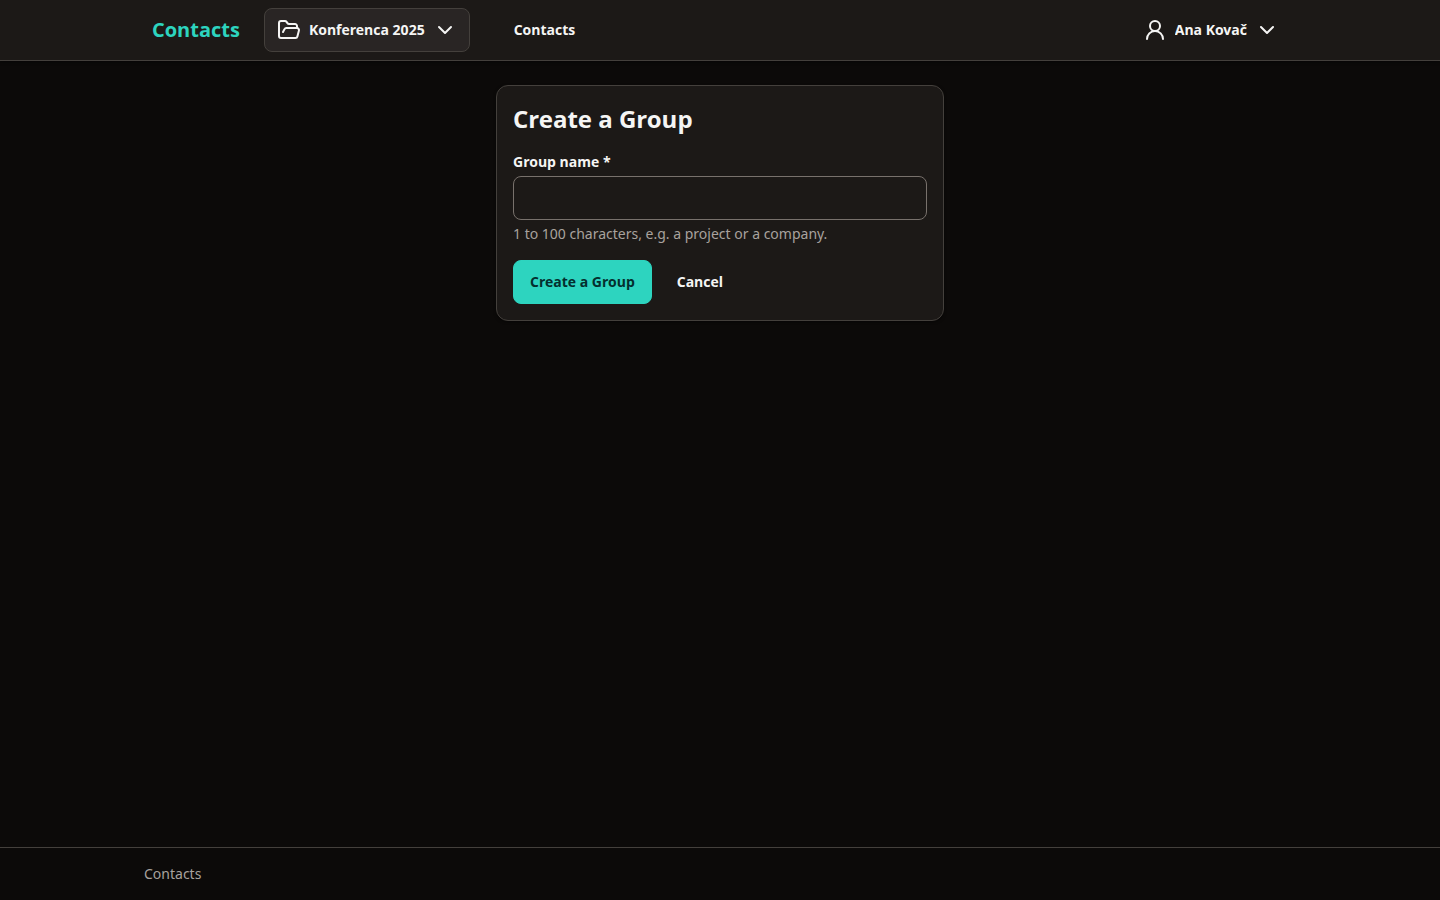 Contacts
Konferenca 2025
Contacts
Ana Kovač
Create a Group
Group name *
1 to 100 characters, e.g. a project or a company.
Create a Group
Cancel
Contacts